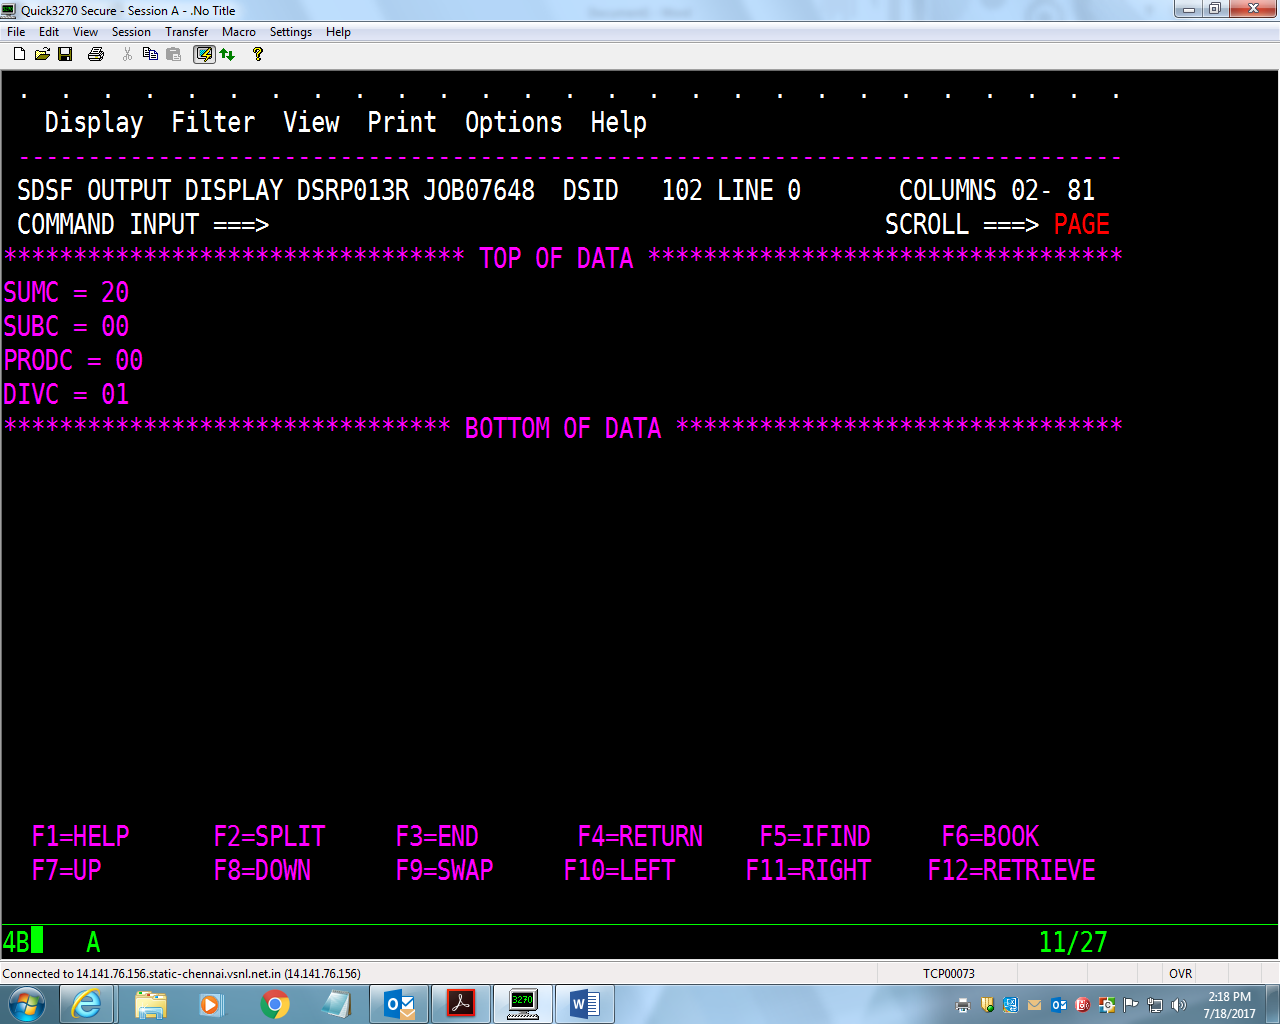 Quick3270 Secure - Session A - .No Title
File Edit View Session Transfer Macro Settings Help
. . . . . . . . . . . . . . . . . . . . . . . . . . .
Display Filter View Print Options Help
-------------------------------------------------------------------------------
SDSF OUTPUT DISPLAY DSRP013R JOB07648 DSID 102 LINE 0 COLUMNS 02- 81
COMMAND INPUT ===> SCROLL ===> PAGE
********************************* TOP OF DATA **********************************
SUMC = 20
SUBC = 00
PRODC = 00
DIVC = 01
******************************** BOTTOM OF DATA ********************************
F1=HELP F2=SPLIT F3=END F4=RETURN F5=IFIND F6=BOOK
F7=UP F8=DOWN F9=SWAP F10=LEFT F11=RIGHT F12=RETRIEVE
4B A 11/27
Connected to 14.141.76.156.static-chennai.vsnl.net.in (14.141.76.156) TCP00073 OVR
3270
2:18 PM
7/18/2017